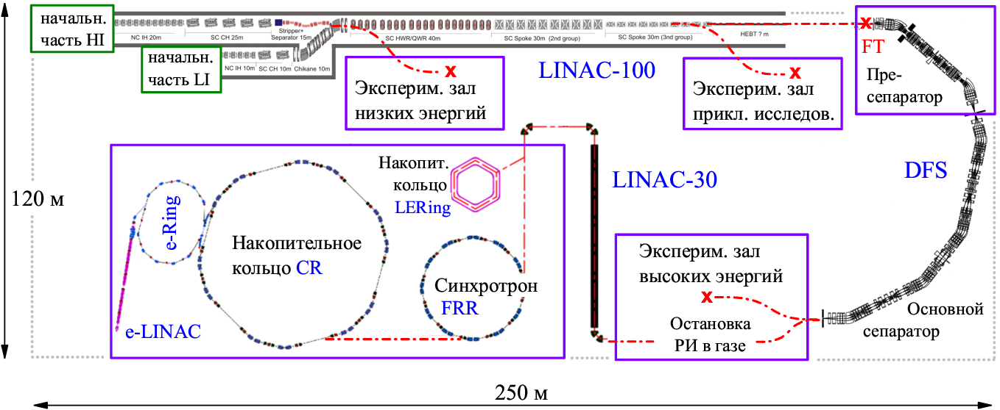 начальн.
часть HI
NC IH 20m
SC CH 25m
Stripper+
Separator 15m
SC HWR/QWR 40m
SC Spoke 30m (2nd group)
SC Spoke 30m (3rd group)
HEBT ? m
начальн.
часть LI
NC IH 10m
SC CH 10m
Chikane 10m
X
Эксперим. зал
низких энергий
LINAC-100
X
Эксперим. зал
прикл. исследов.
X
FT
Пре-
сепаратор
120 м
e-Ring
e-LINAC
Накопительное
кольцо CR
Накопит.
кольцо
LERing
Синхротрон
FRR
LINAC-30
DFS
Эксперим. зал
высоких энергий
X
Остановка
РИ в газе
Основной
сепаратор
250 м